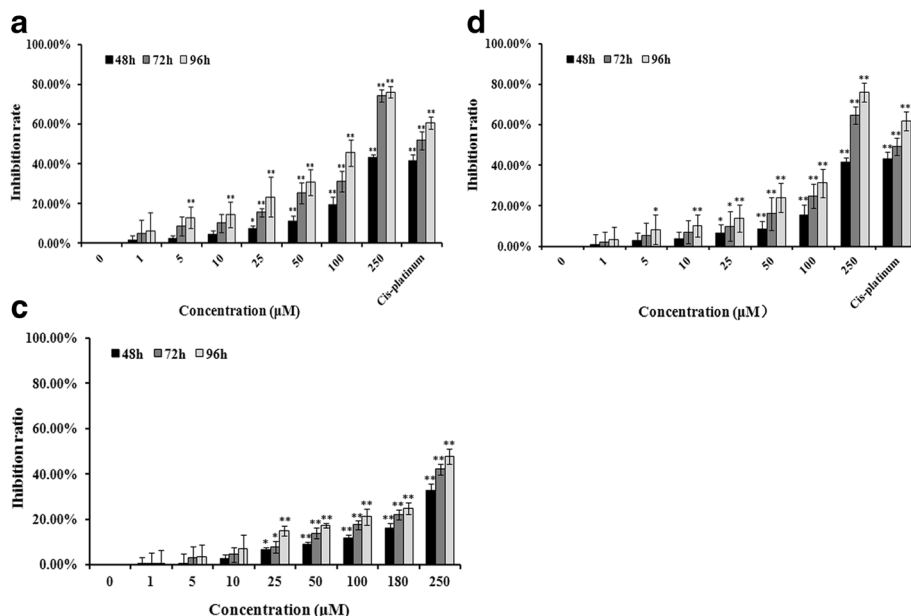 a
100.00%
80.00%
60.00%
40.00%
20.00%
0.00%
Inhibition rate
48h 72h 96h
** ** ** ** ** ** ** ** ** ** ** ** ** ** ** ** ** ** * **
0 1 5 10 25 50 100 250 Cis-platinum
Concentration (μM)
d
100.00%
80.00%
60.00%
40.00%
20.00%
0.00%
Ihibition ratio
48h 72h 96h
* ** * * ** ** ** ** ** ** ** ** ** ** ** ** **
0 1 5 10 25 50 100 250 Cis-platinum
Concentration (μM）
c
100.00%
80.00%
60.00%
40.00%
20.00%
0.00%
Ihibition ratio
48h 72h 96h
* * ** ** ** ** ** ** ** ** ** ** ** ** **
0 1 5 10 25 50 100 180 250
Concentration (μM)